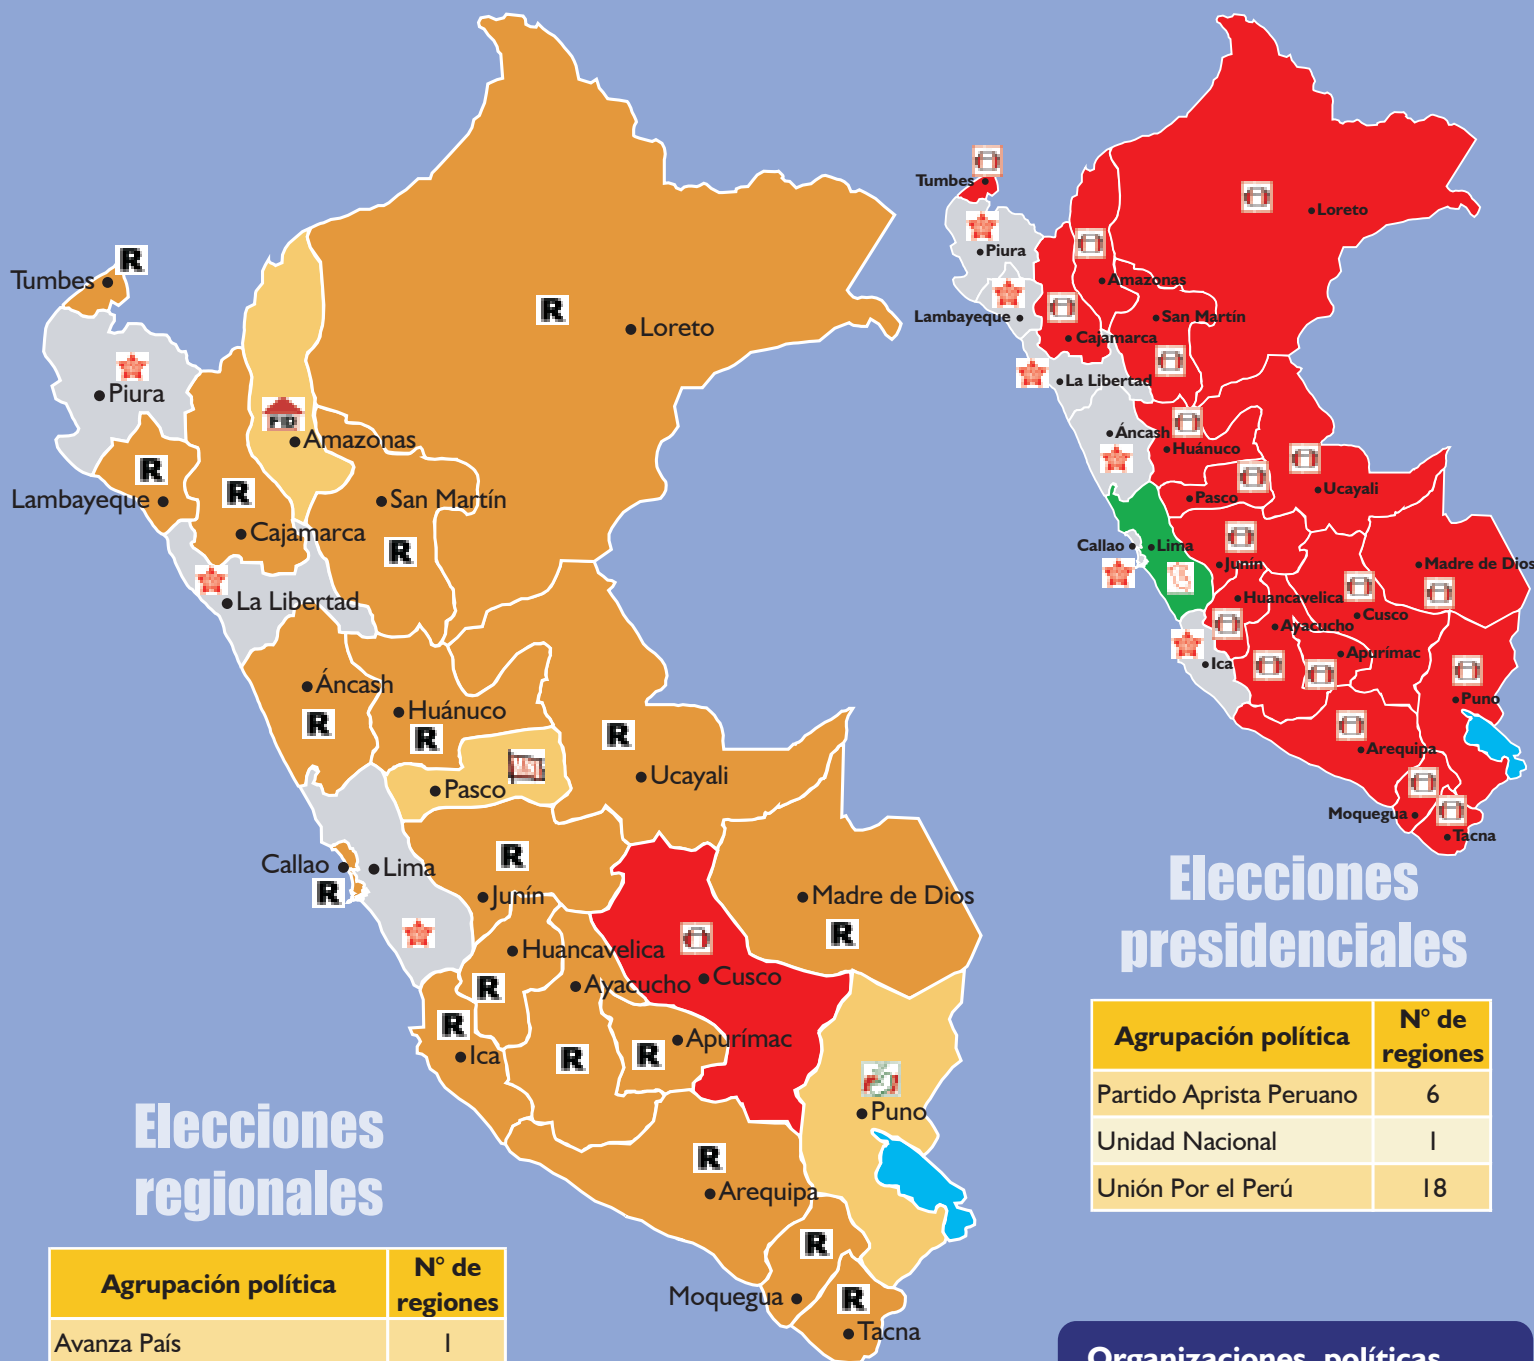 Tumbes
R
Piura
Loreto
R
Amazonas
FID
Lambayeque
R
Cajamarca
R
San Martín
R
La Libertad
Áncash
R
Huánuco
R
Pasco
Ucayali
R
Callao
R
Lima
Junín
R
Madre de Dios
R
Huancavelica
R
Ayacucho
R
Cusco
Ica
R
Apurímac
R
Puno
Arequipa
R
Moquegua
R
Tacna
R
Elecciones
regionales
Agrupación política
N° de
regiones
Avanza País 1
Tumbes
Loreto
Piura
Amazonas
Lambayeque
San Martín
Cajamarca
La Libertad
Áncash
Huánuco
Pasco
Ucayali
Callao
Lima
Junín
Madre de Dios
Huancavelica
Cusco
Ayacucho
Apurímac
Ica
Puno
Arequipa
Moquegua
Tacna
Elecciones
presidenciales
Agrupación política
N° de
regiones
Partido Aprista Peruano 6
Unidad Nacional 1
Unión Por el Perú 18
Organizaciones políticas